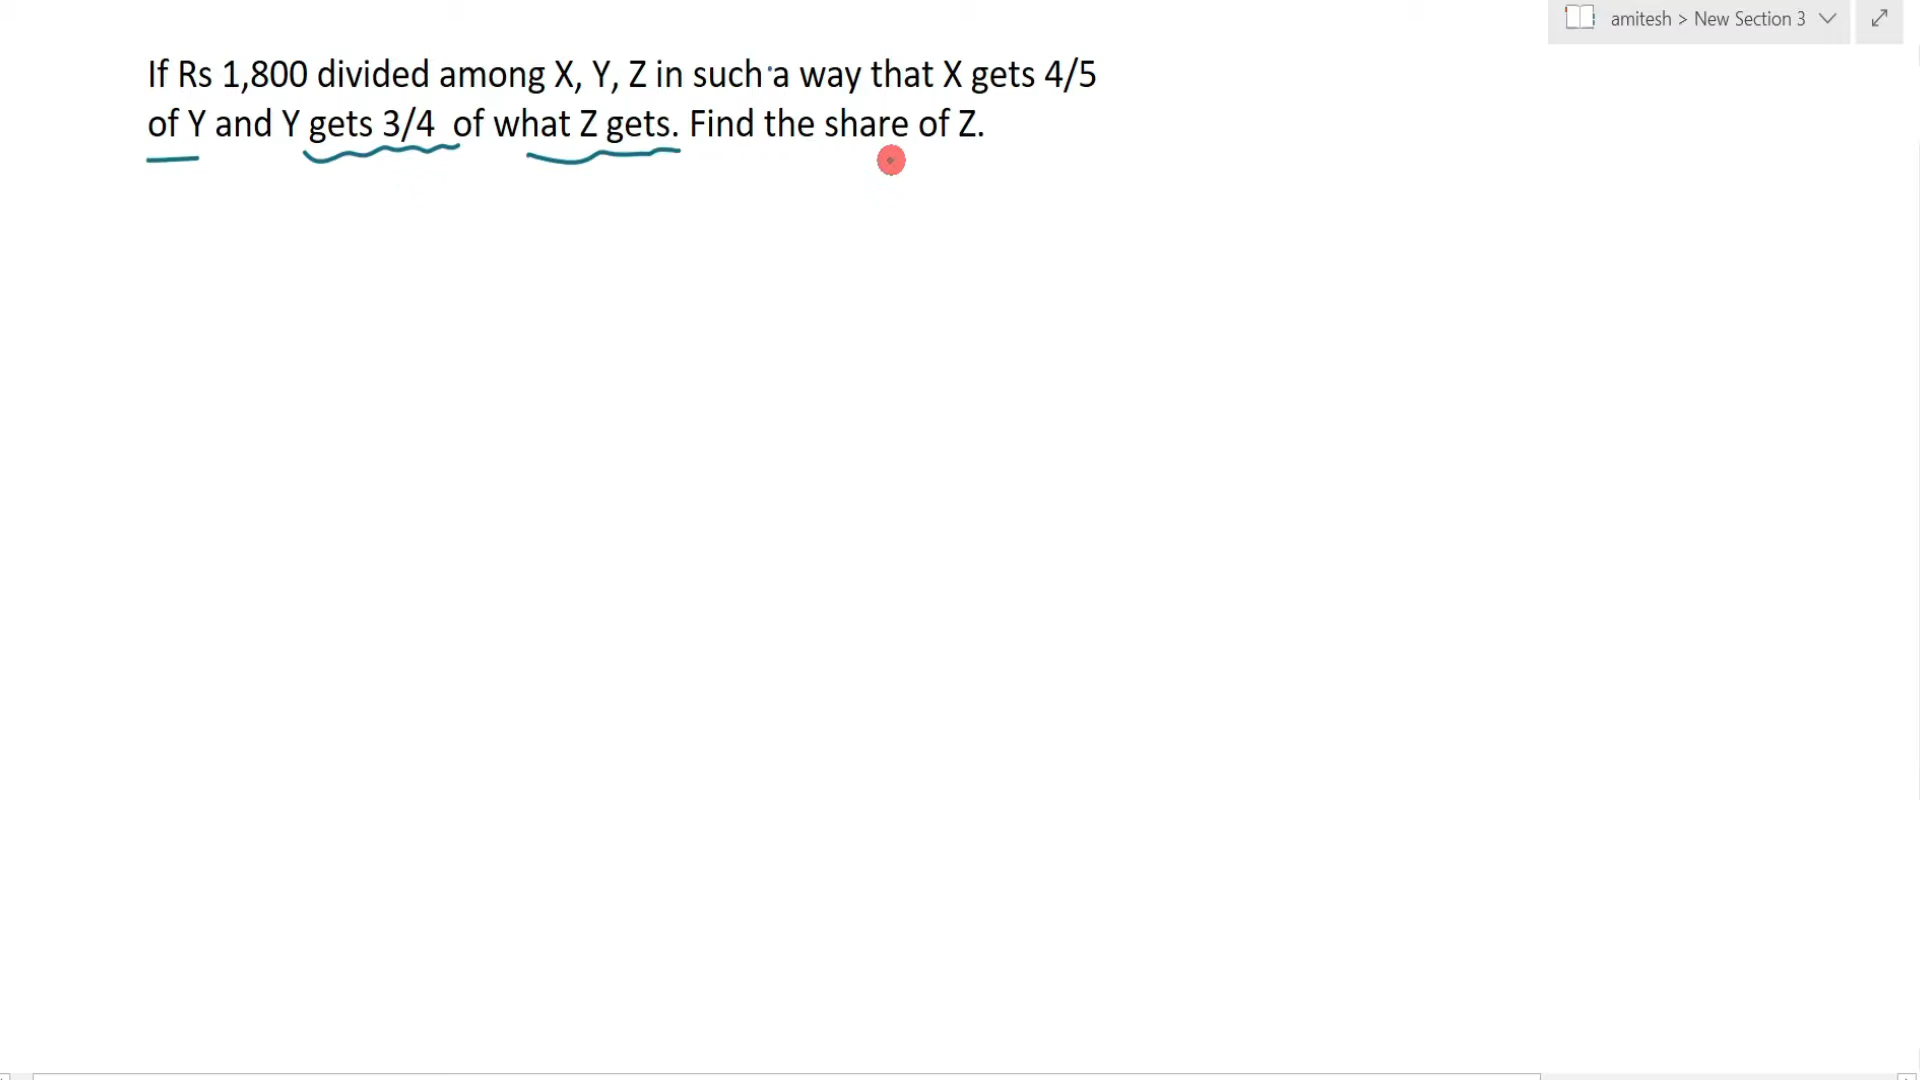 amitesh > New Section 3
If Rs 1,800 divided among X, Y, Z in such a way that X gets 4/5
of Y and Y gets 3/4 of what Z gets. Find the share of Z.